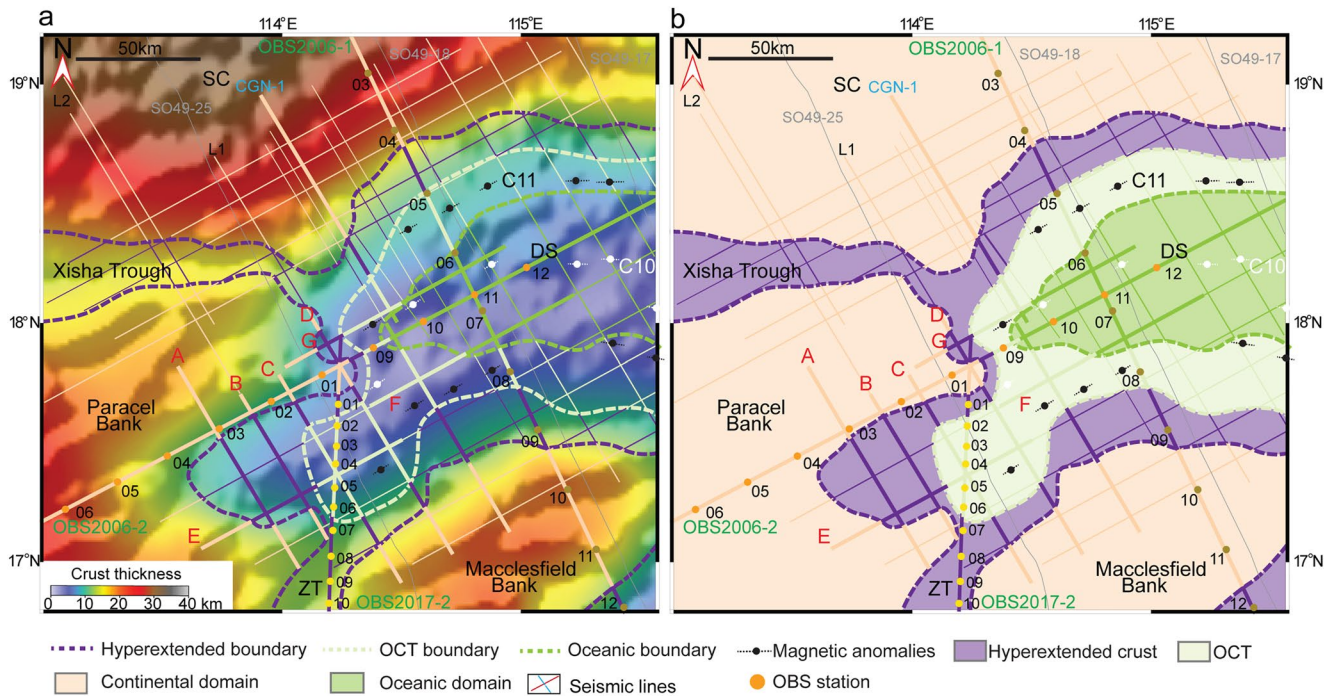 a
114°E
115°E
N
50km
OBS2006-1
SO49-18
SO49-17
19°N
SC
CGN-1
03
L2
SO49-25
L1
04
C11
05
Xisha Trough
DS
06
12
C10
11
18°N
D
10
07
G
A
C
09
B
01
08
F
01
Paracel
Bank
02
02
03
03
09
04
04
05
05
10
06
06
OBS2006-2
E
07
11
17°N
08
Macclesfield
Bank
Crust thickness
0 10 20 30 40 km
ZT
09
10
OBS2017-2
12
b
114°E
115°E
N
50km
OBS2006-1
SO49-18
SO49-17
SC
CGN-1
03
L2
SO49-25
L1
04
C11
05
Xisha Trough
DS
06
12
C10
11
D
10
07
G
A
C
09
B
01
08
F
01
Paracel
Bank
02
02
03
03
09
04
04
05
05
10
06
06
OBS2006-2
E
07
11
08
Macclesfield
Bank
ZT
09
10
OBS2017-2
12
Hyperextended boundary
OCT boundary
Oceanic boundary
Magnetic anomalies
Hyperextended crust
OCT
Continental domain
Oceanic domain
Seismic lines
OBS station